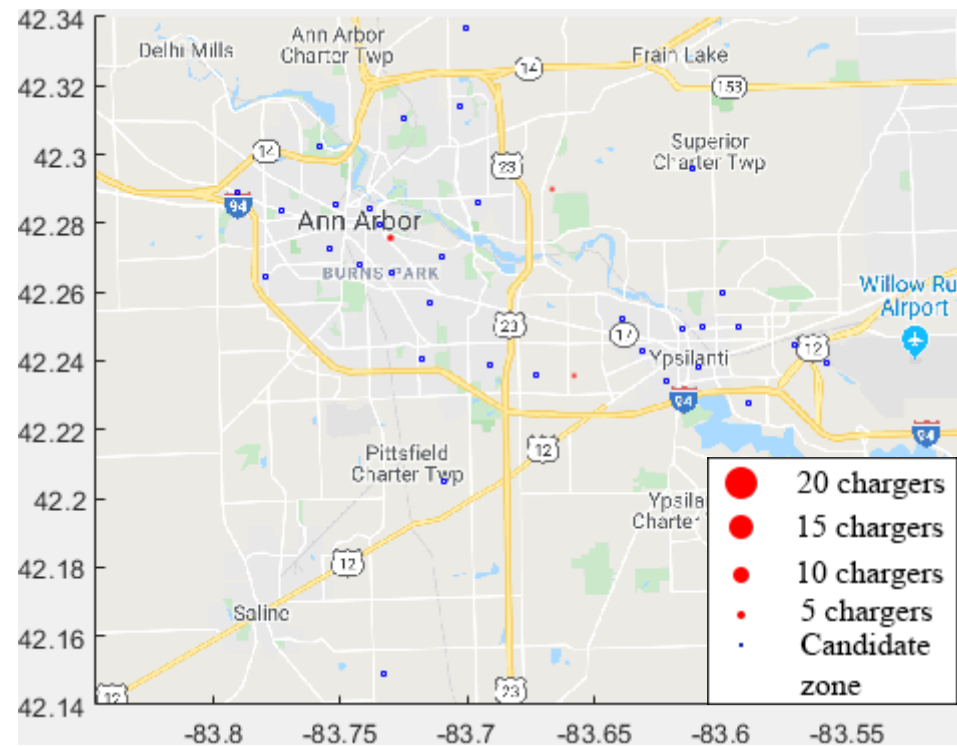 42.34
42.32
42.3
42.28
42.26
42.24
42.22
42.2
42.18
42.16
42.14
-83.8
-83.75
-83.7
-83.65
-83.6
-83.55
Delhi Mills
Ann Arbor
Charter Twp
Frain Lake
14
153
14
23
Superior
Charter Twp
94
Ann Arbor
BURNS PARK
Willow Ru
Airport
23
17
Ypsilanti
12
94
94
12
Pittsfield
Charter Twp
Ypsila
Charter
12
Saline
12
23
20 chargers
15 chargers
10 chargers
5 chargers
Candidate
zone